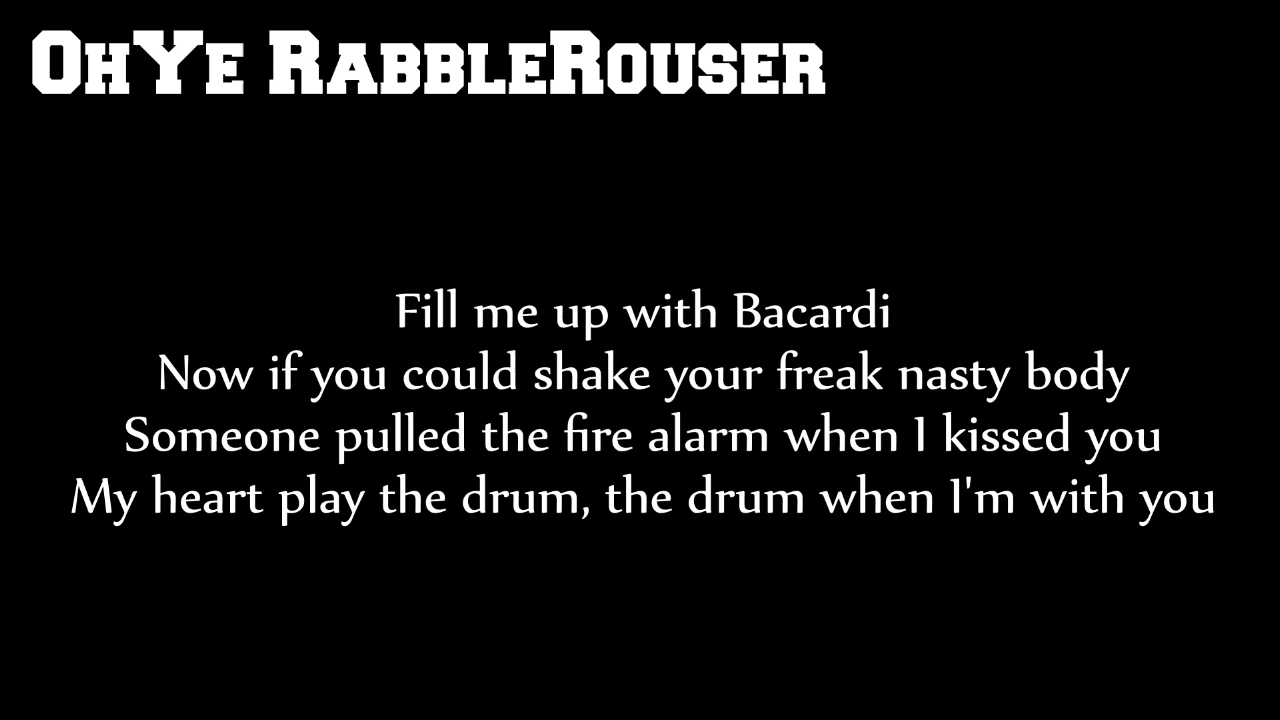 OhYe RabbleRouser
Fill me up with Bacardi
Now if you could shake your freak nasty body
Someone pulled the fire alarm when I kissed you
My heart play the drum, the drum when I'm with you